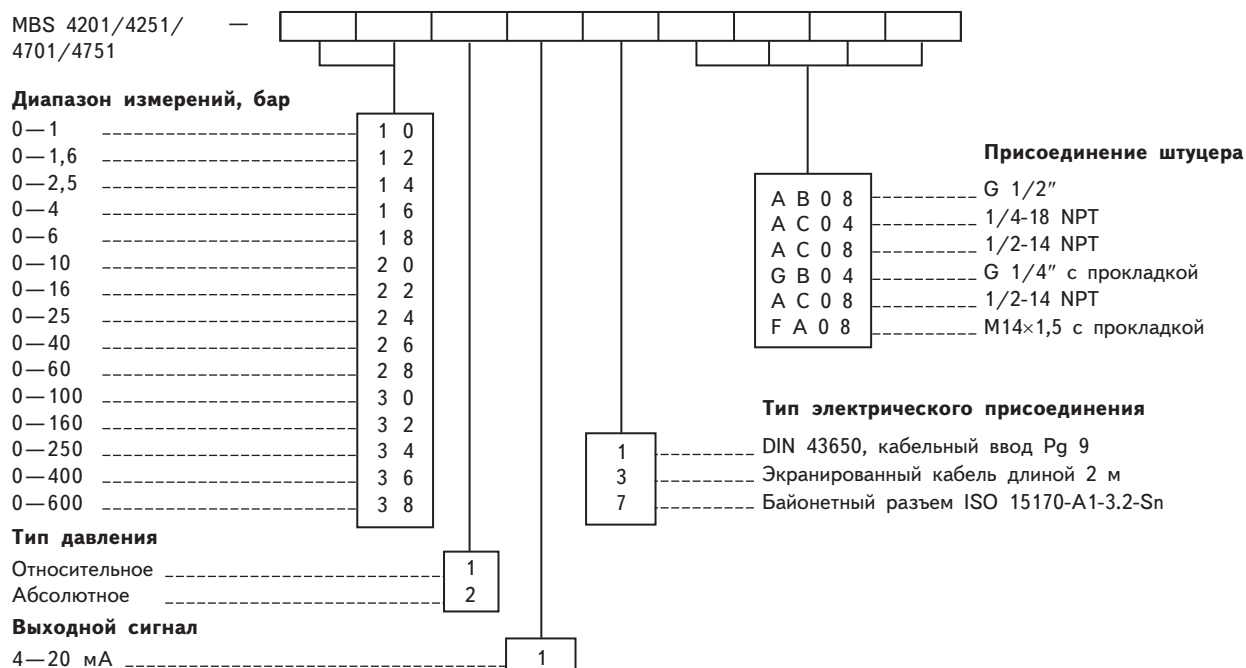 MBS 4201/4251/ —
4701/4751
Диапазон измерений, бар
0—1 1 0
0—1,6 1 2
0—2,5 1 4
0—4 1 6
0—6 1 8
0—10 2 0
0—16 2 2
0—25 2 4
0—40 2 6
0—60 2 8
0—100 3 0
0—160 3 2
0—250 3 4
0—400 3 6
0—600 3 8
Присоединение штуцера
A B 0 8 G 1/2″
A C 0 4 1/4-18 NPT
A C 0 8 1/2-14 NPT
G B 0 4 G 1/4″ с прокладкой
A C 0 8 1/2-14 NPT
F A 0 8 M14×1,5 с прокладкой
Тип электрического присоединения
1 DIN 43650, кабельный ввод Pg 9
3 Экранированный кабель длиной 2 м
7 Байонетный разъем ISO 15170-A1-3.2-Sn
Тип давления
Относительное 1
Абсолютное 2
Выходной сигнал
4—20 мА 1